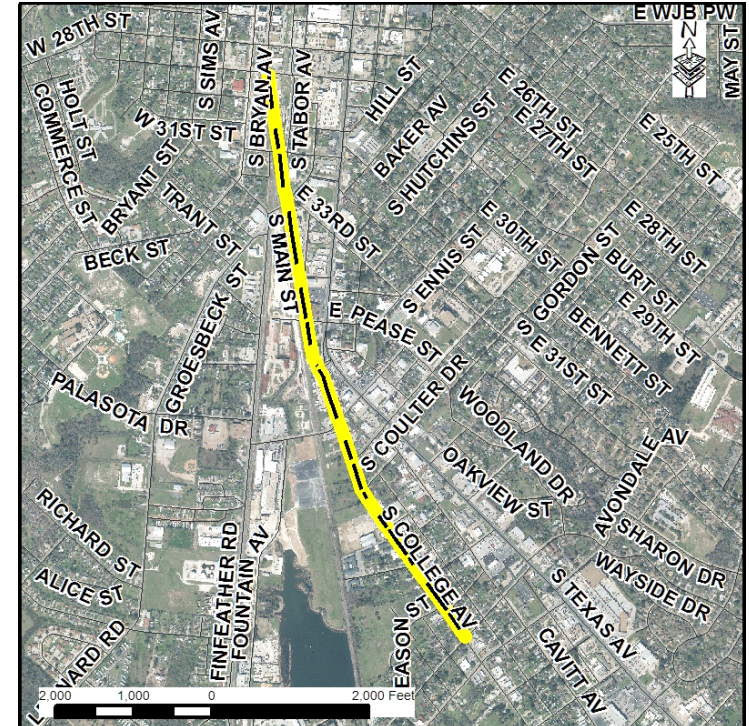 E WJB PW
W 28TH ST
S SIMS AV
S BRYAN AV
S TABOR AV
HILL ST
MAY ST
N
HOLT ST
COMMERCE ST
W 31ST ST
BAKER AV
S HUTCHINS ST
E 26TH ST
E 27TH ST
E 25TH ST
BRYANT ST
TRANT ST
E 33RD ST
BECK ST
S MAIN ST
S ENNIS ST
E 30TH ST
E 28TH ST
S GORDON ST
BURT ST
E 29TH ST
GROESBECK ST
E PEASE ST
BENNETT ST
E 31ST ST
PALASOTA DR
S COULTER DR
WOODLAND DR
OAKVIEW ST
AVONDALE AV
RICHARD ST
ALICE ST
FINFEATHER RD
FOUNTAIN AV
S COLLEGE AV
SHARON DR
WAYSIDE DR
EASON ST
S TEXAS AV
CAVITT AV
2,000 1,000 0 2,000 Feet